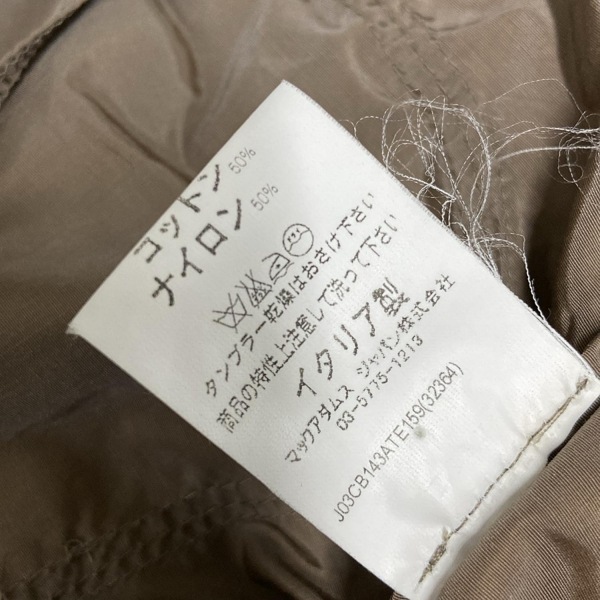 コットン 50%
ナイロン 50%
タンブラー乾燥はおさけ下さい
商品の特性上注意して洗って下さい
イタリア製
マックアダムス ジャパン株式会社
03-5775-1213
J03CB143ATE159(32364)